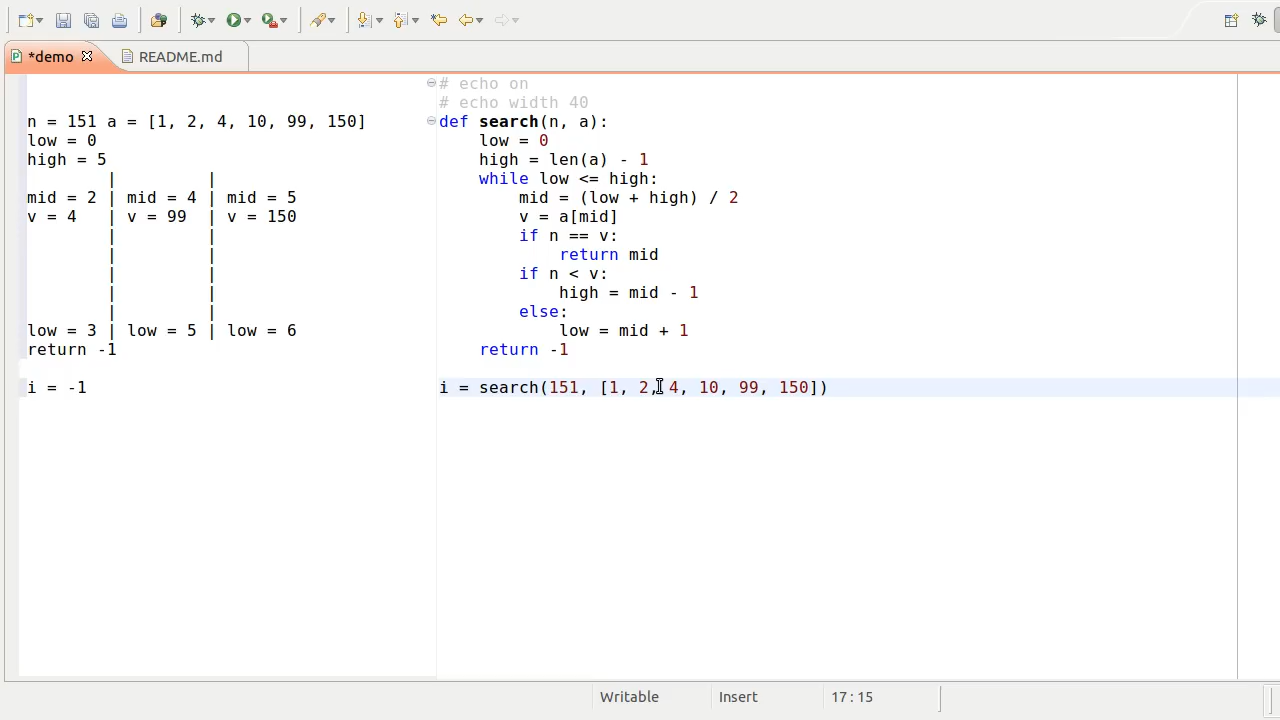 *demo README.md
n = 151 a = [1, 2, 4, 10, 99, 150]
low = 0
high = 5
| |
mid = 2 | mid = 4 | mid = 5
v = 4 | v = 99 | v = 150
| |
| |
| |
| |
| |
low = 3 | low = 5 | low = 6
return -1
i = -1
# echo on
# echo width 40
def search(n, a):
    low = 0
    high = len(a) - 1
    while low <= high:
        mid = (low + high) / 2
        v = a[mid]
        if n == v:
            return mid
        if n < v:
            high = mid - 1
        else:
            low = mid + 1
    return -1
i = search(151, [1, 2, 4, 10, 99, 150])
Writable Insert 17 : 15